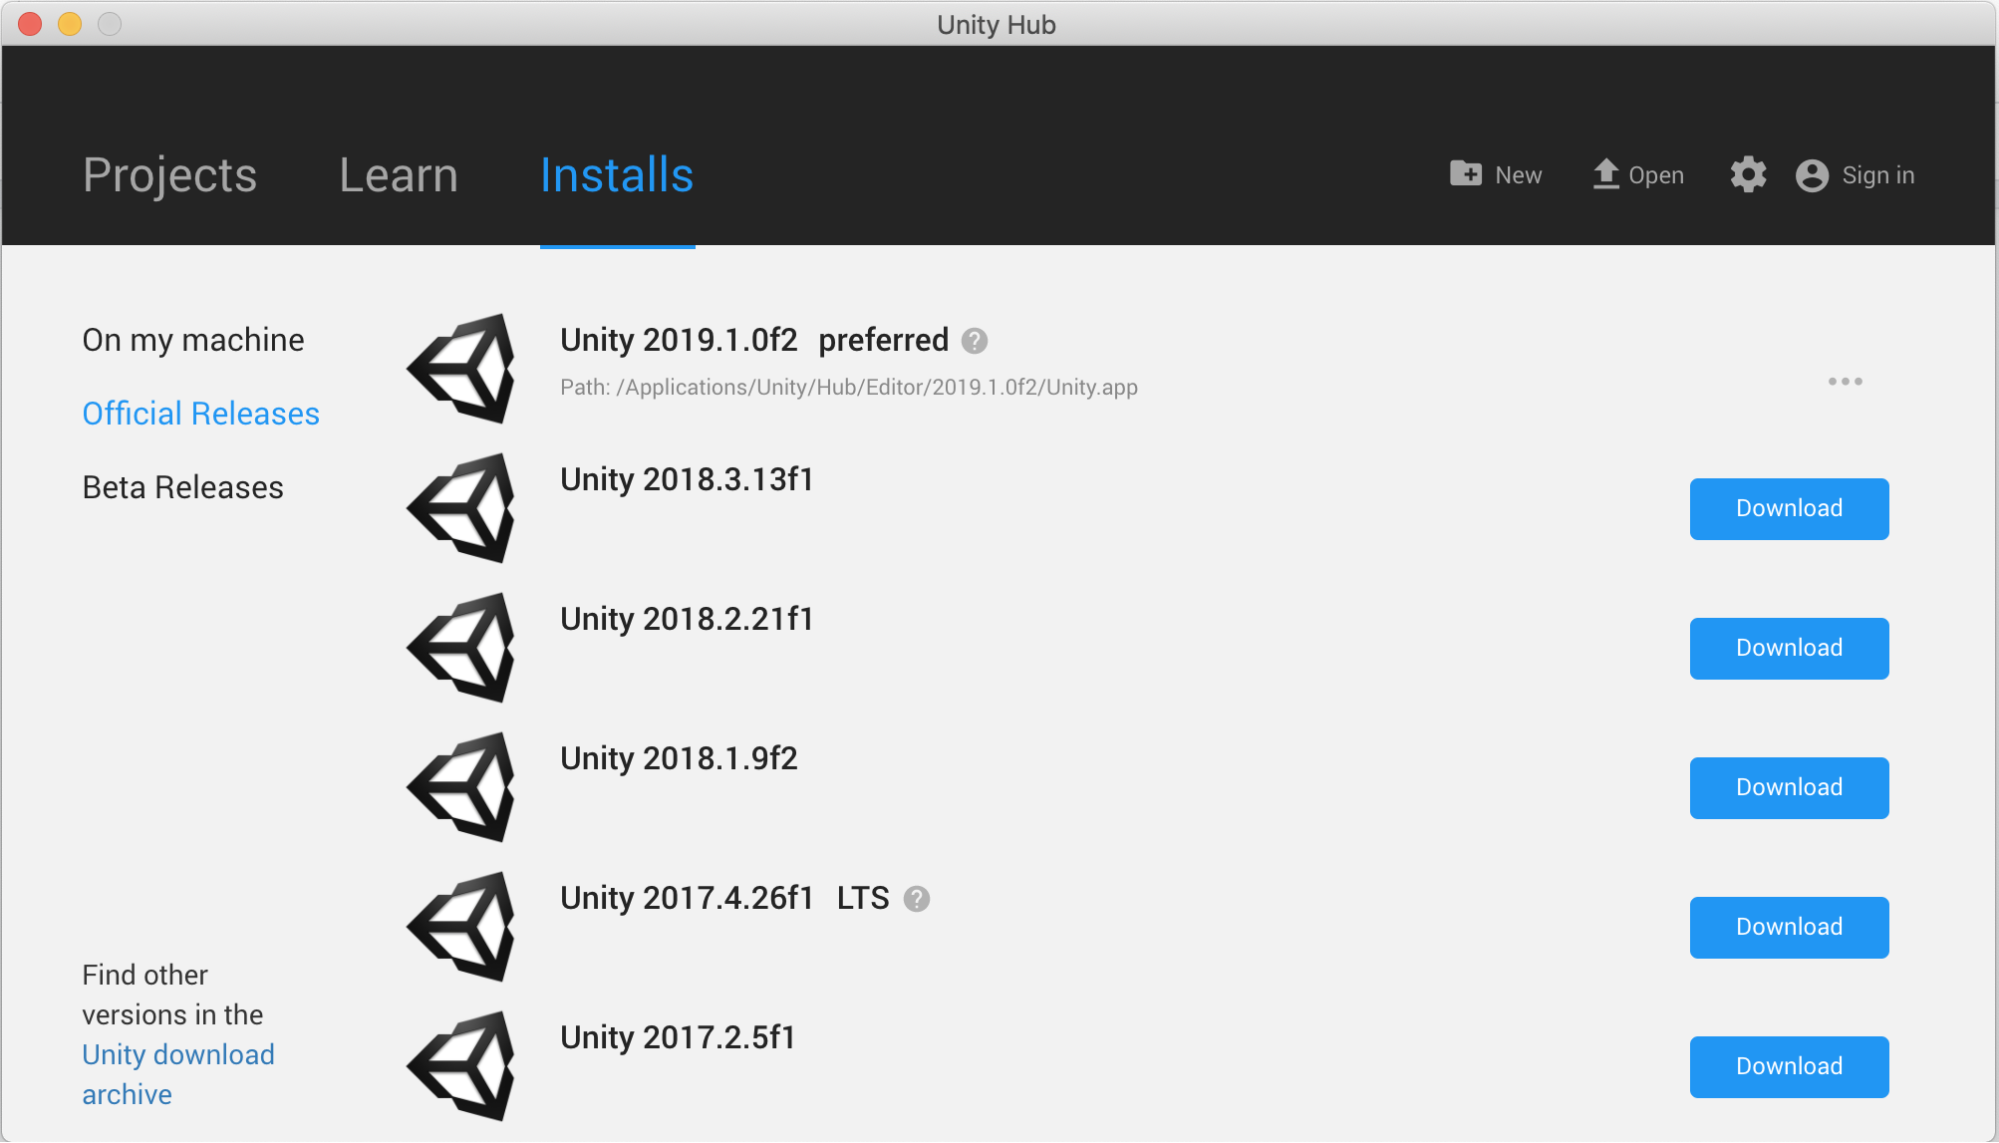 Unity Hub
Projects Learn Installs New Open Sign in
On my machine
Official Releases
Beta Releases
Find other
versions in the
Unity download
archive
Unity 2019.1.0f2 preferred ?
Path: /Applications/Unity/Hub/Editor/2019.1.0f2/Unity.app
Unity 2018.3.13f1
Download
Unity 2018.2.21f1
Download
Unity 2018.1.9f2
Download
Unity 2017.4.26f1 LTS ?
Download
Unity 2017.2.5f1
Download